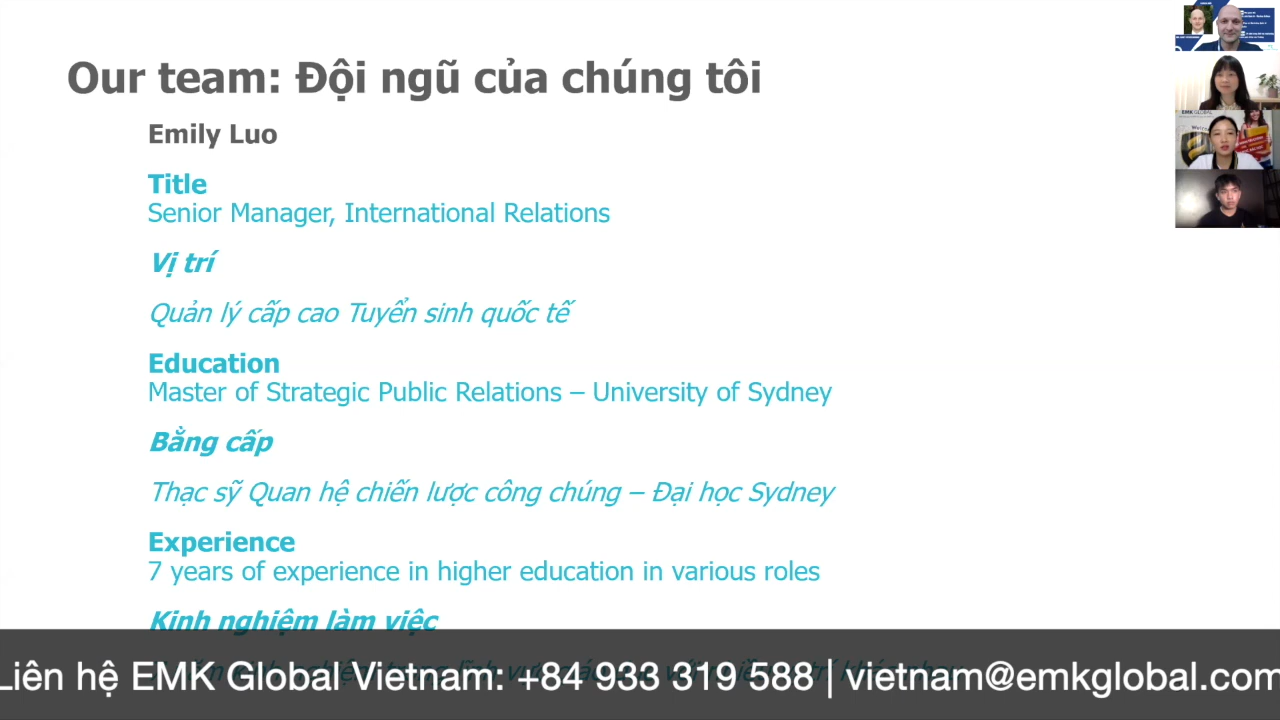 Our team: Đội ngũ của chúng tôi
Emily Luo
Title
Senior Manager, International Relations
Vị trí
Quản lý cấp cao Tuyển sinh quốc tế
Education
Master of Strategic Public Relations – University of Sydney
Bằng cấp
Thạc sỹ Quan hệ chiến lược công chúng – Đại học Sydney
Experience
7 years of experience in higher education in various roles
Kinh nghiệm làm việc
Liên hệ EMK Global Vietnam: +84 933 319 588 | vietnam@emkglobal.com
EMK GLOBAL